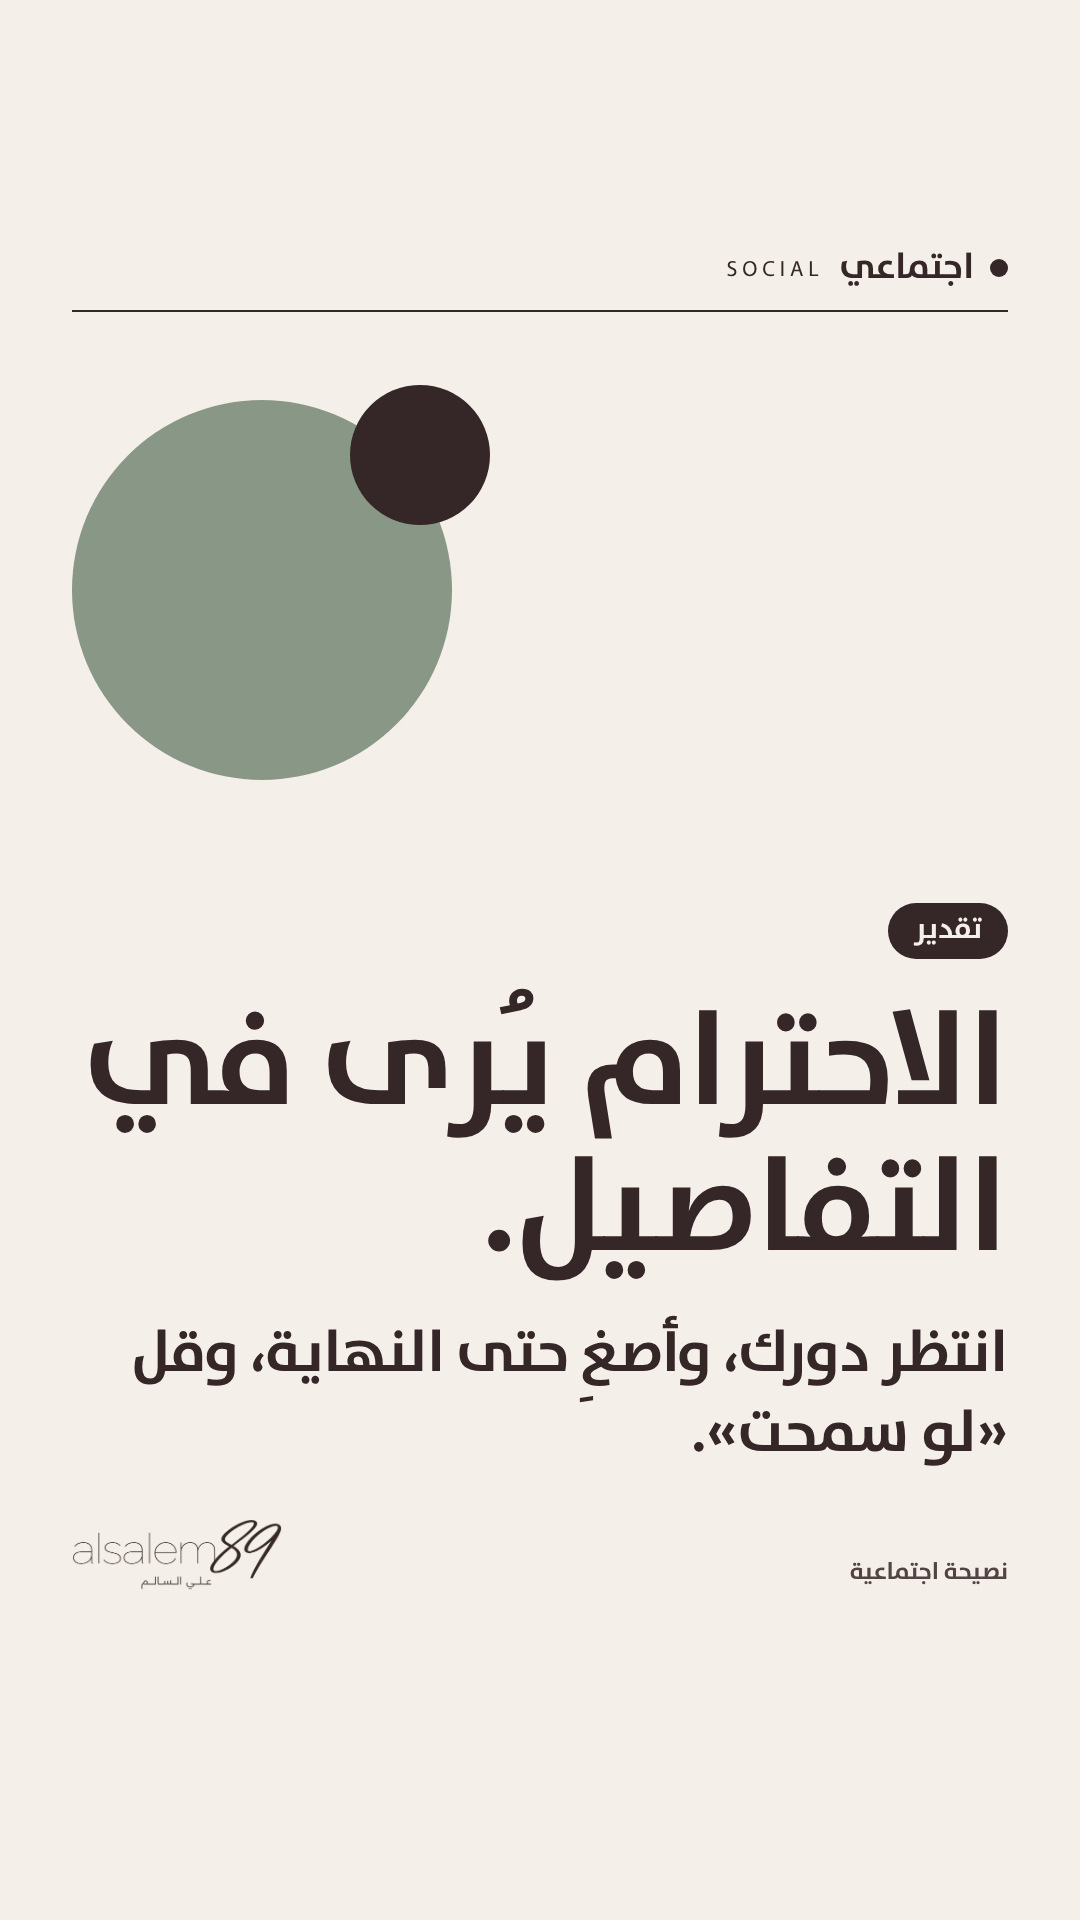 اجتماعي SOCIAL
تقدير
الاحترام يُرى في
التفاصيل.
انتظر دورك، وأصغِ حتى النهاية، وقل
«لو سمحت».
نصيحة اجتماعية
alsalem89
علي السالم